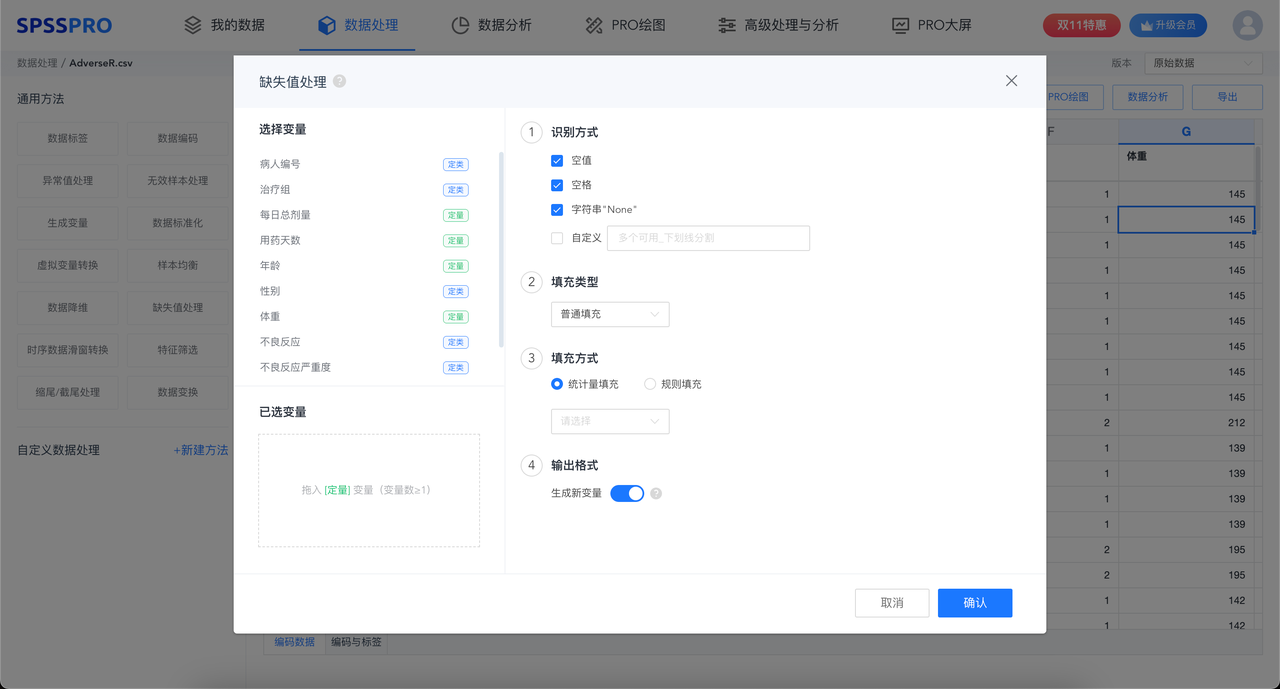 SPSSPRO 我的数据 数据处理 数据分析 PRO绘图 高级处理与分析 PRO大屏 双11特惠 升级会员
数据处理 / AdverseR.csv
版本 原始数据
通用方法
PRO绘图 数据分析 导出
数据标签 数据编码
异常值处理 无效样本处理
生成变量 数据标准化
虚拟变量转换 样本均衡
数据降维 缺失值处理
时序数据滑窗转换 特征筛选
缩尾/截尾处理 数据变换
自定义数据处理 +新建方法
缺失值处理 ?
选择变量
病人编号 定类
治疗组 定类
每日总剂量 定量
用药天数 定量
年龄 定量
性别 定类
体重 定量
不良反应 定类
不良反应严重度 定类
已选变量
拖入 [定量] 变量（变量数≥1）
1 识别方式
空值
空格
字符串"None"
自定义 多个可用_下划线分割
2 填充类型
普通填充
3 填充方式
统计量填充 规则填充
请选择
4 输出格式
生成新变量 ?
取消 确认
F G
体重
1 145
1 145
1 145
1 145
1 145
1 145
1 145
1 145
1 145
2 212
1 139
1 139
1 139
1 139
2 195
2 195
1 142
1 142
编码数据 编码与标签